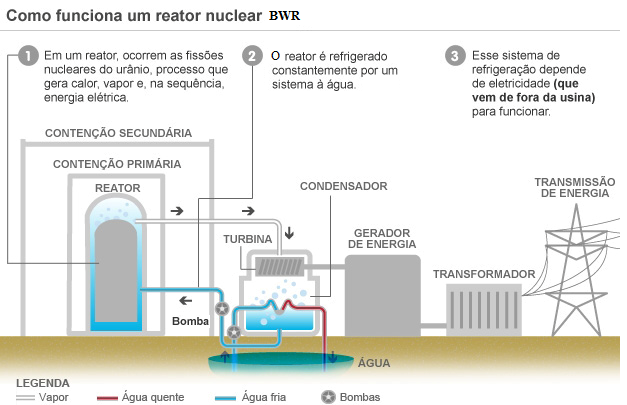 Como funciona um reator nuclear BWR
1
Em um reator, ocorrem as fissões
nucleares do urânio, processo que
gera calor, vapor e, na sequência,
energia elétrica.
2
O reator é refrigerado
constantemente por um
sistema à água.
3
Esse sistema de
refrigeração depende
de eletricidade (que
vem de fora da usina)
para funcionar.
CONTENÇÃO SECUNDÁRIA
CONTENÇÃO PRIMÁRIA
REATOR
CONDENSADOR
TURBINA
GERADOR
DE ENERGIA
TRANSMISSÃO
DE ENERGIA
TRANSFORMADOR
Bomba
ÁGUA
LEGENDA
Vapor
Água quente
Água fria
Bombas